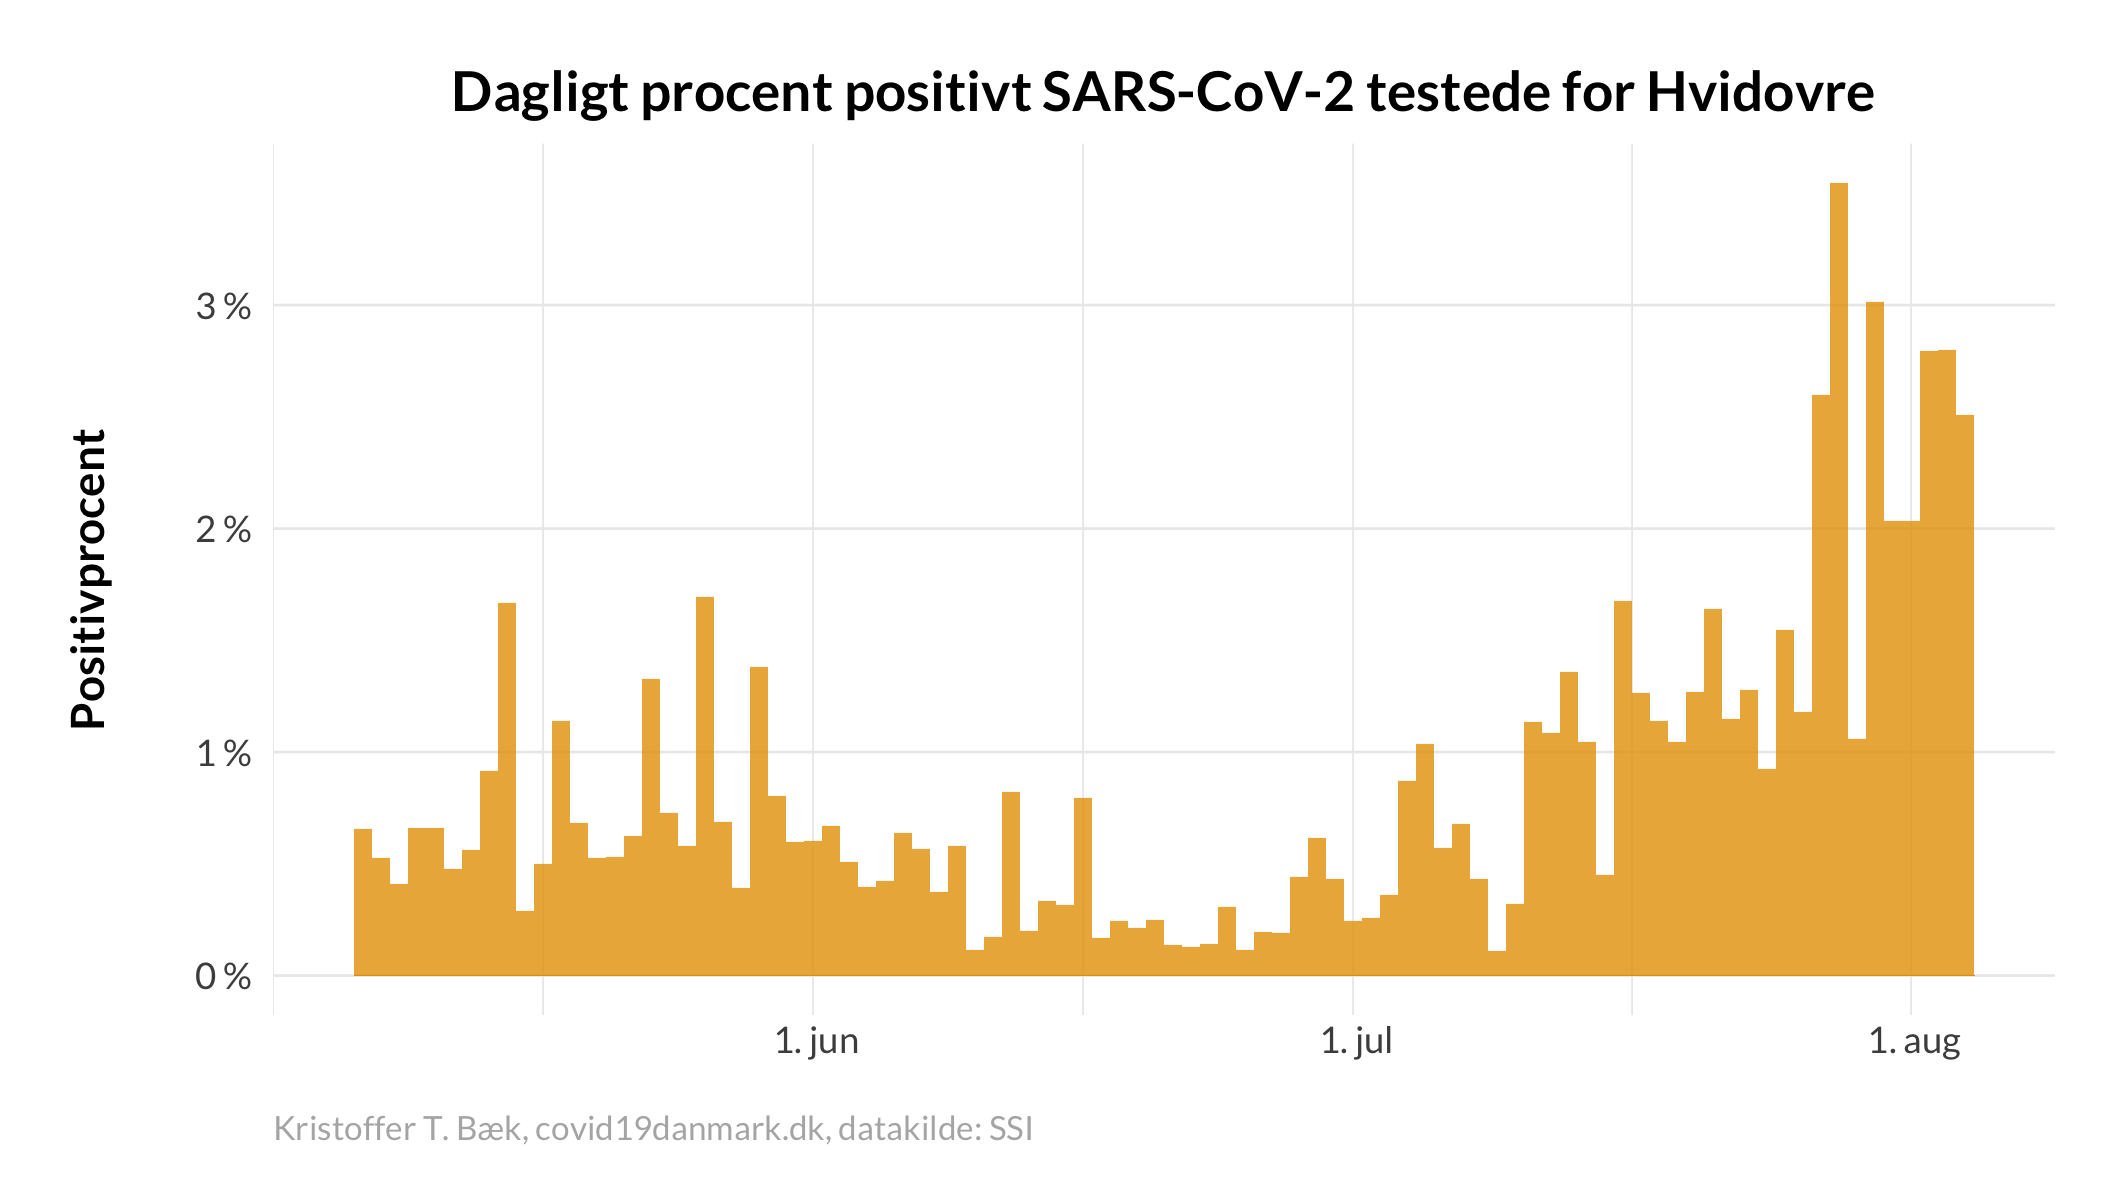 Dagligt procent positivt SARS-CoV-2 testede for Hvidovre
Positivprocent
3 %
2 %
1 %
0 %
1. jun
1. jul
1. aug
Kristoffer T. Bæk, covid19danmark.dk, datakilde: SSI